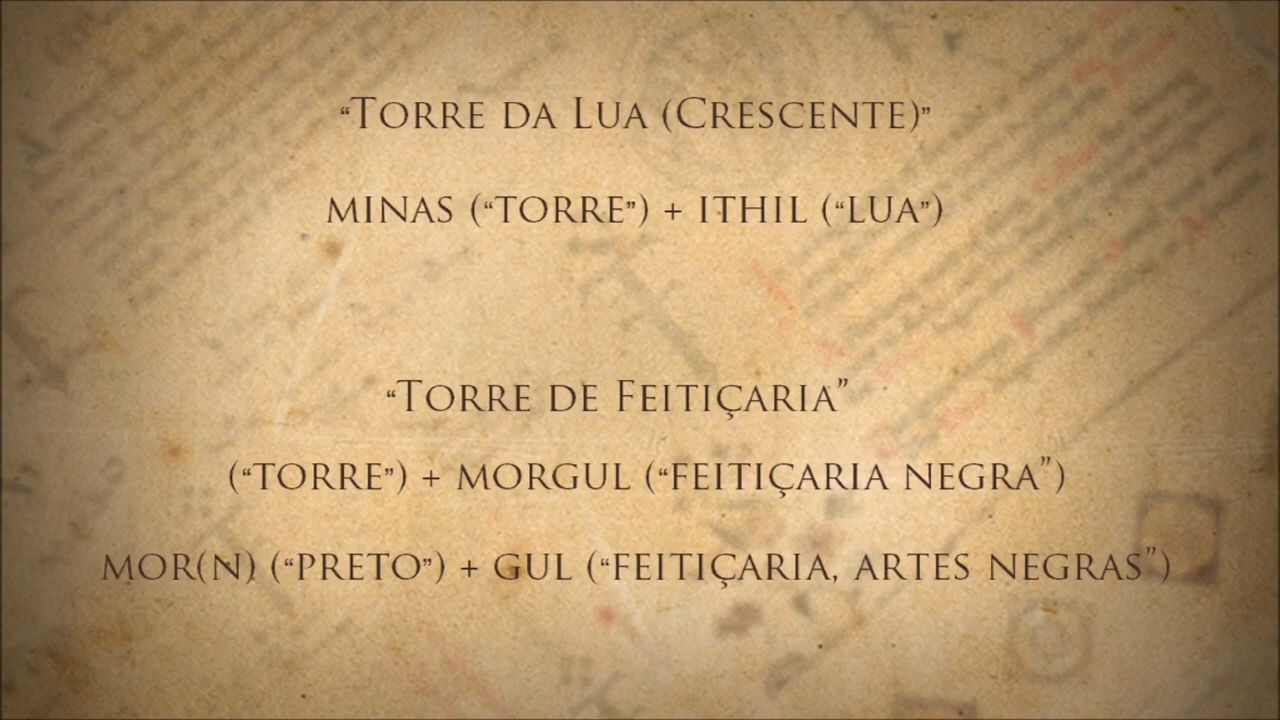 “Torre da Lua (Crescente)”
MINAS (“TORRE”) + ITHIL (“LUA”)
“Torre de Feitiçaria”
(“TORRE”) + MORGUL (“FEITIÇARIA NEGRA”)
MOR(N) (“PRETO”) + GUL (“FEITIÇARIA, ARTES NEGRAS”)